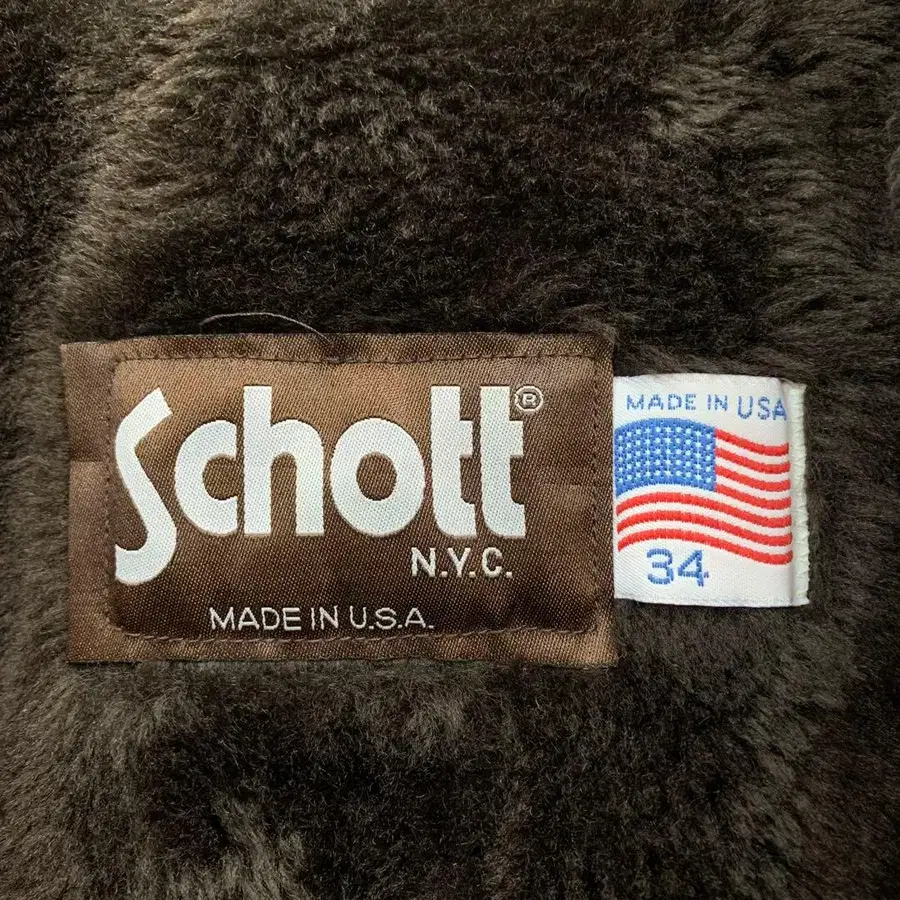 Schott®
N.Y.C.
MADE IN U.S.A.
MADE IN USA
34